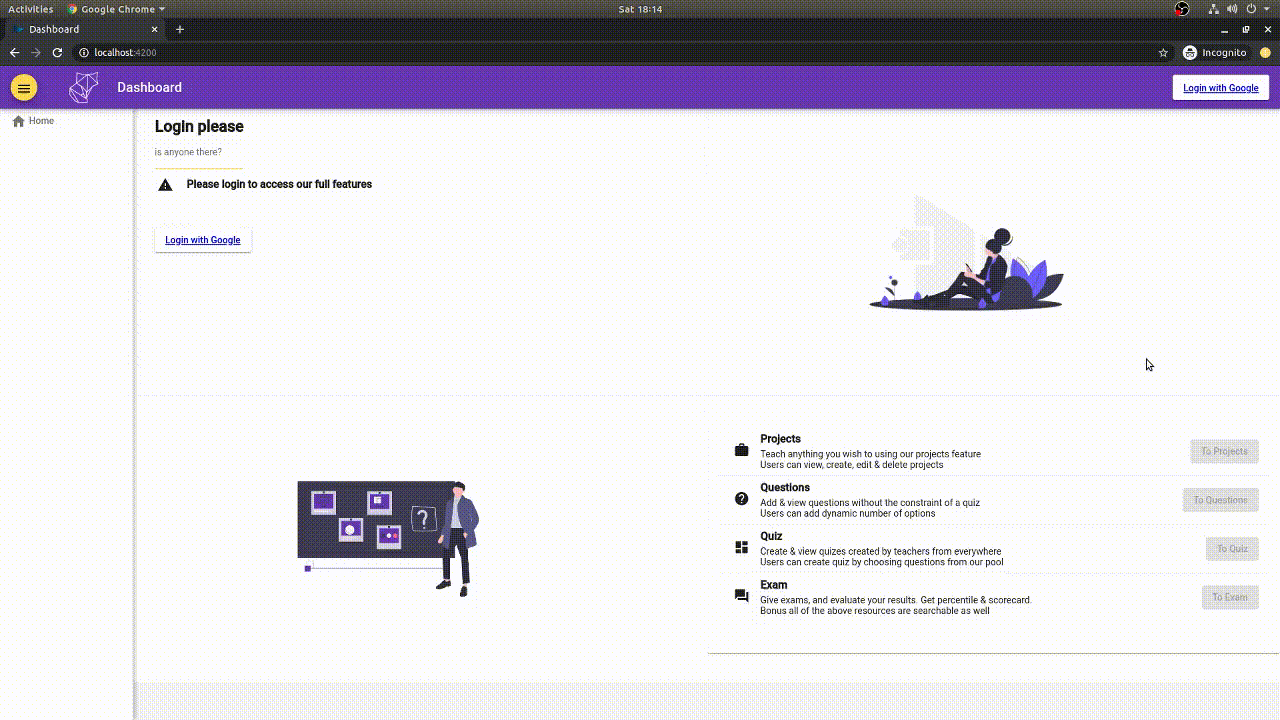 Activities
Google Chrome
Sat 18:14
Dashboard
localhost:4200
Incognito
Dashboard
Login with Google
Home
Login please
is anyone there?
Please login to access our full features
Login with Google
?
Projects
Teach anything you wish to using our projects feature
Users can view, create, edit & delete projects
To Projects
Questions
Add & view questions without the constraint of a quiz
Users can add dynamic number of options
To Questions
Quiz
Create & view quizes created by teachers from everywhere
Users can create quiz by choosing questions from our pool
To Quiz
Exam
Give exams, and evaluate your results. Get percentile & scorecard.
Bonus all of the above resources are searchable as well
To Exam